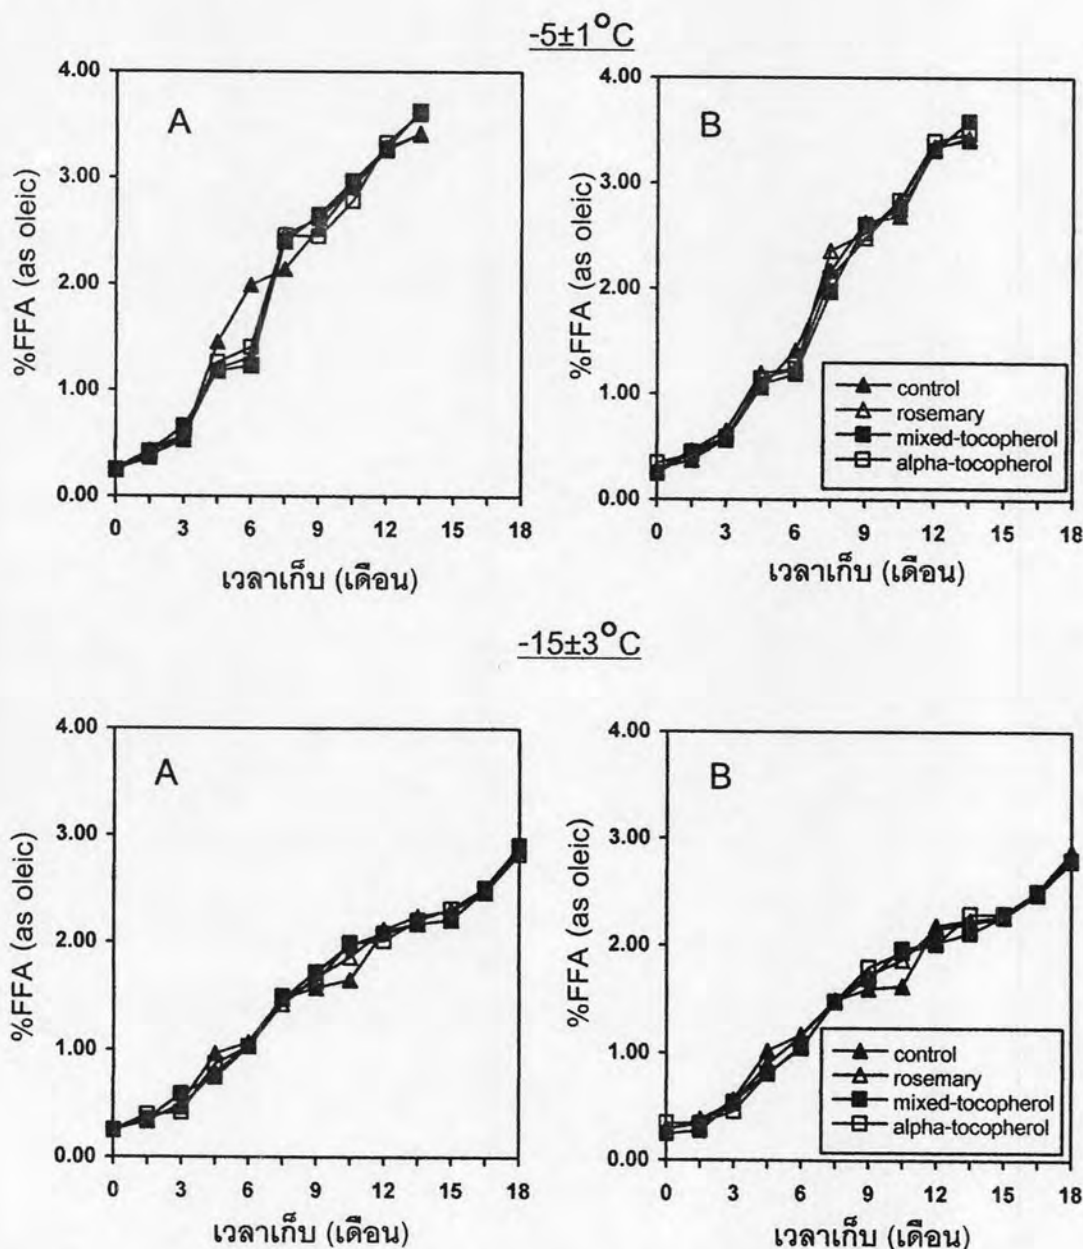 -5±1°C
A
B
%FFA (as oleic)
4.00
3.00
2.00
1.00
0.00
0 3 6 9 12 15 18
เวลาเก็บ (เดือน)
%FFA (as oleic)
4.00
3.00
2.00
1.00
0.00
0 3 6 9 12 15 18
เวลาเก็บ (เดือน)
control
rosemary
mixed-tocopherol
alpha-tocopherol
-15±3°C
A
B
%FFA (as oleic)
4.00
3.00
2.00
1.00
0.00
0 3 6 9 12 15 18
เวลาเก็บ (เดือน)
%FFA (as oleic)
4.00
3.00
2.00
1.00
0.00
0 3 6 9 12 15 18
เวลาเก็บ (เดือน)
control
rosemary
mixed-tocopherol
alpha-tocopherol